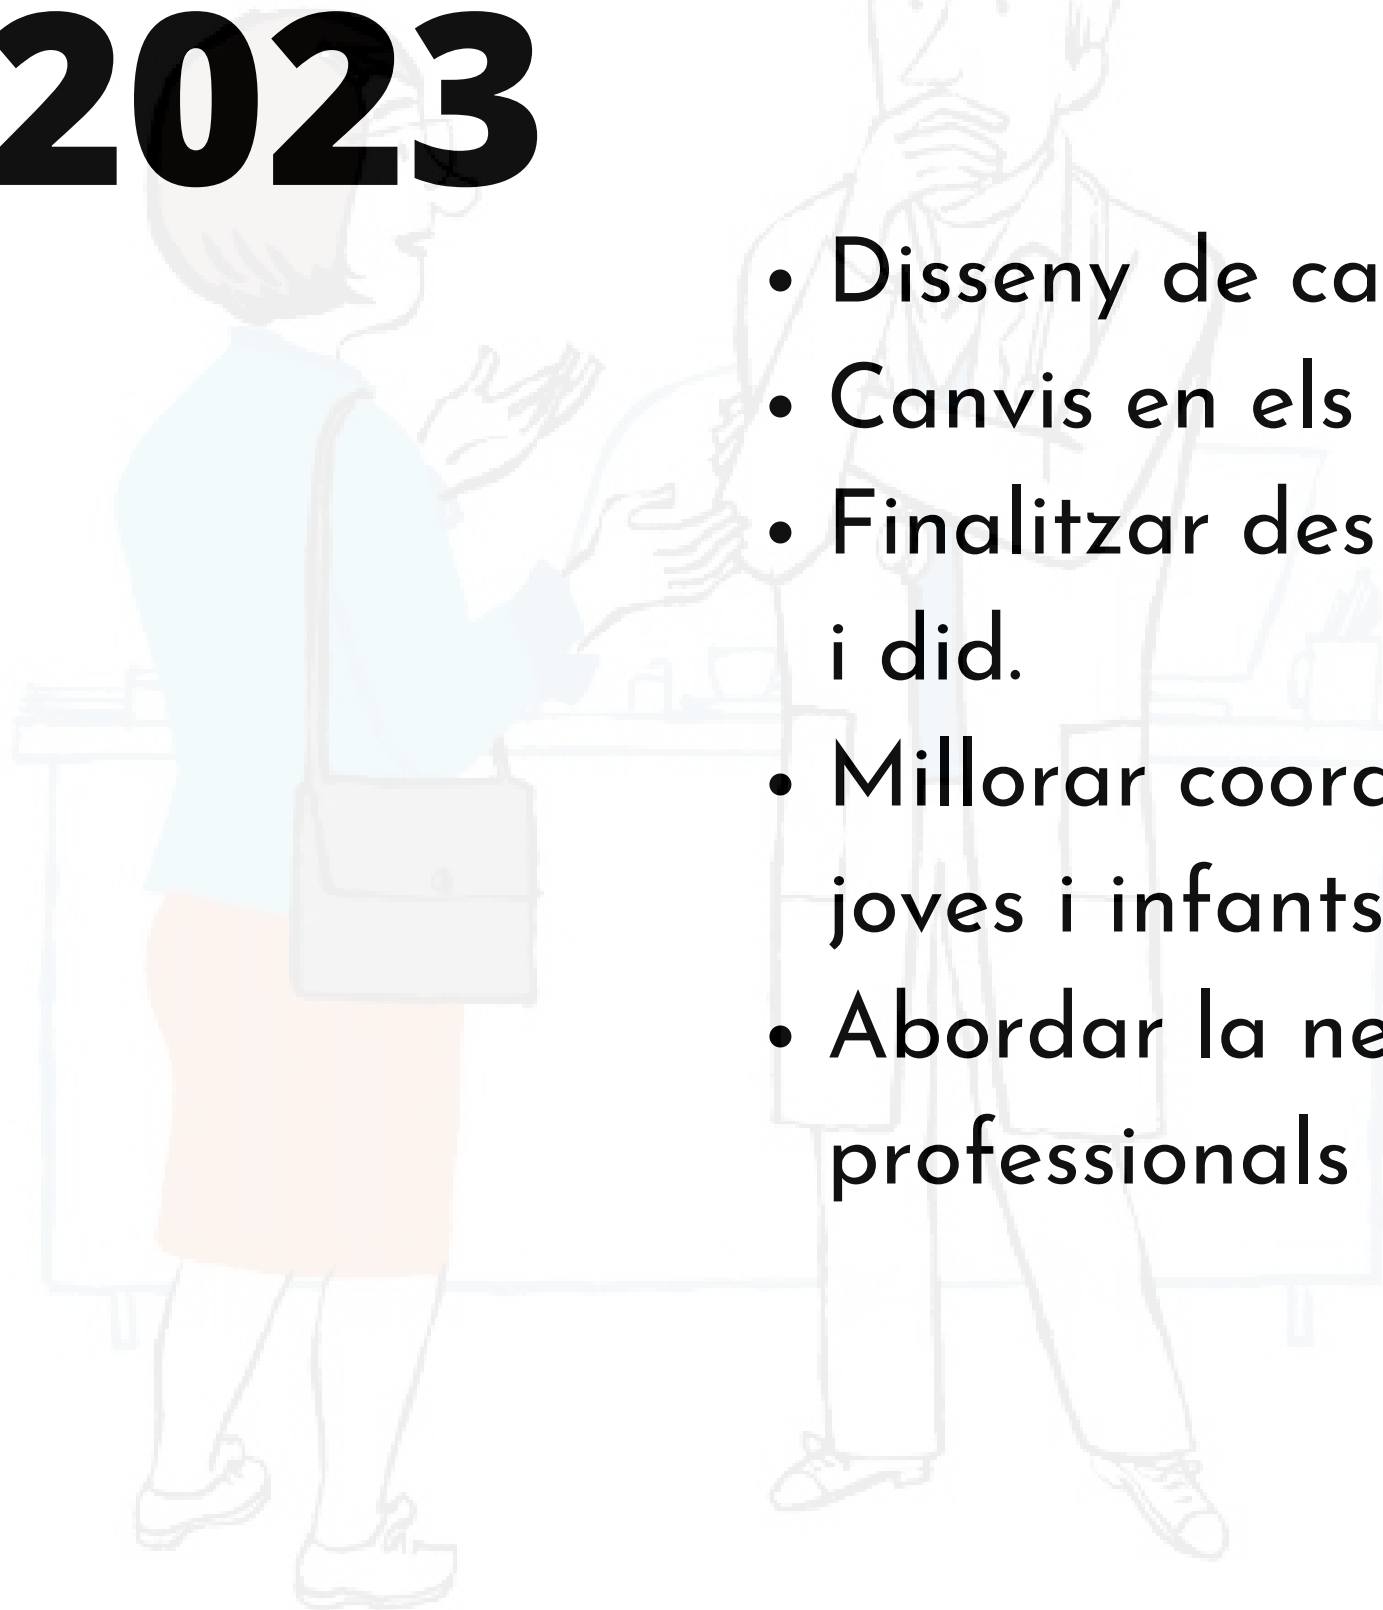 2023
• Disseny de ca
• Canvis en els
• Finalitzar des
i did.
• Millorar coord
joves i infants
• Abordar la ne
professionals